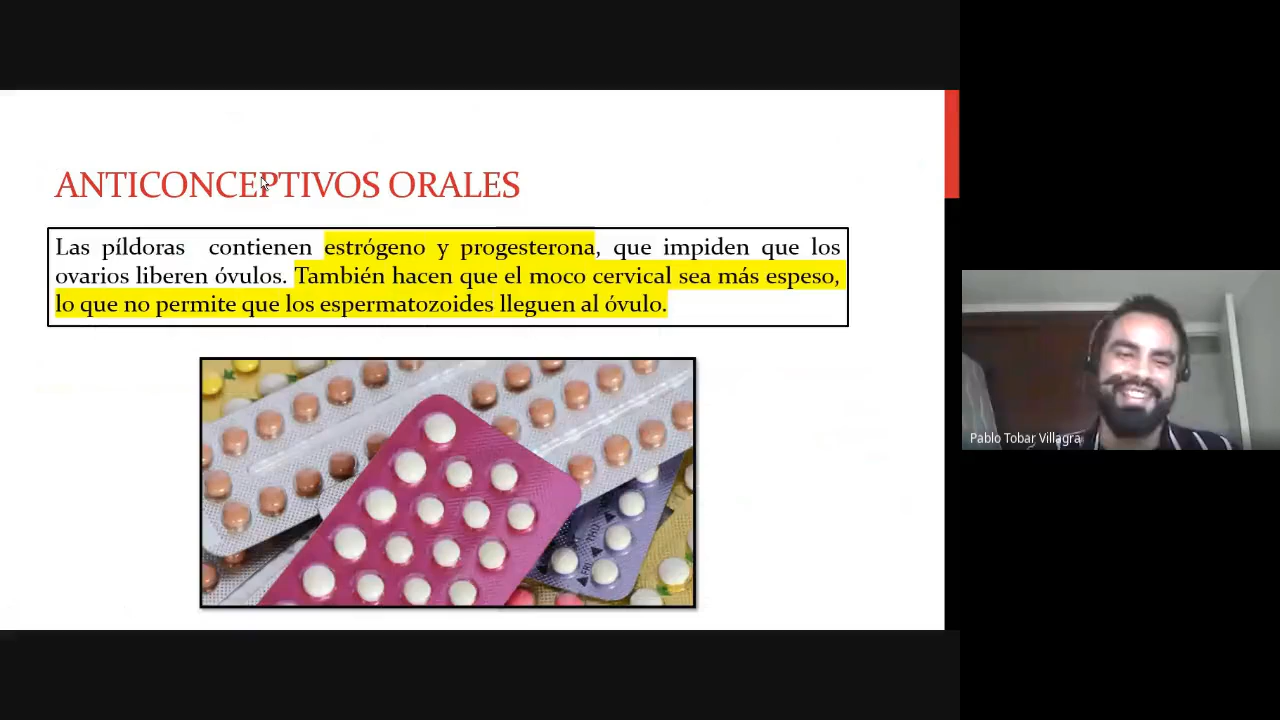 ANTICONCEPTIVOS ORALES
Las píldoras contienen estrógeno y progesterona, que impiden que los
ovarios liberen óvulos. También hacen que el moco cervical sea más espeso,
lo que no permite que los espermatozoides lleguen al óvulo.
FRI
Pablo Tobar Villagra